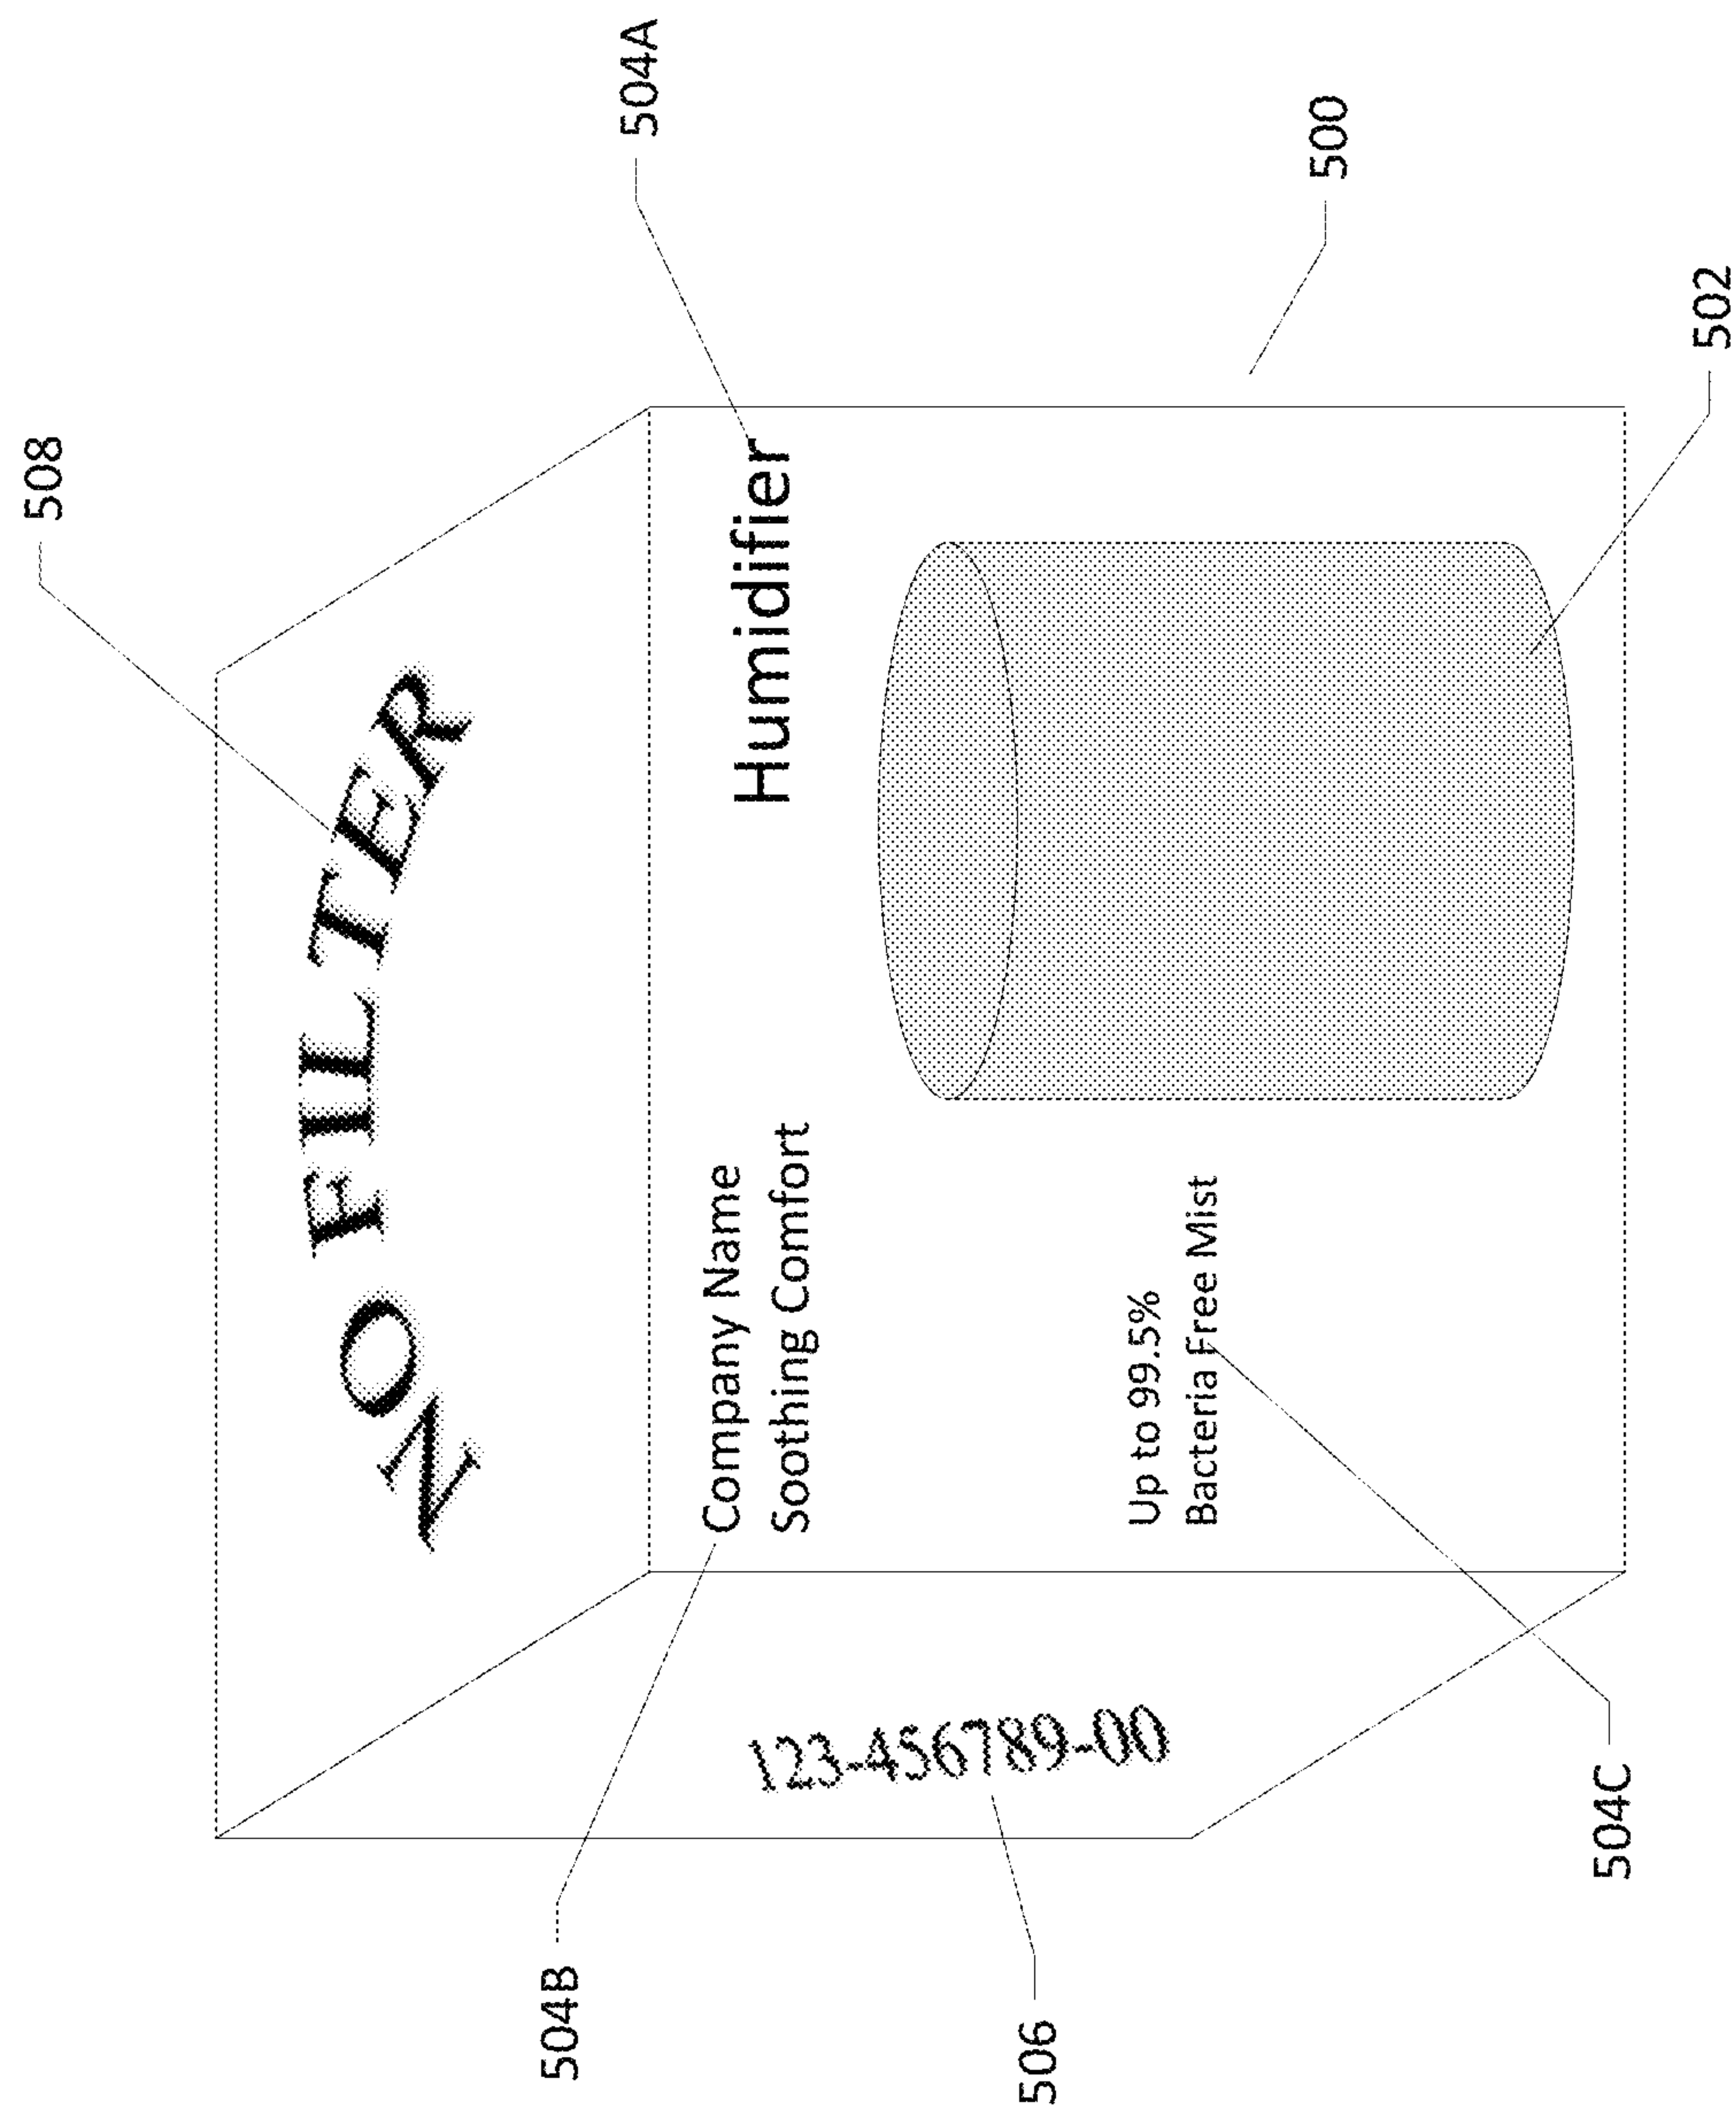 508
NO FILTER
504A
504B
Company Name
Soothing Comfort
Humidifier
506
123-456789-00
Up to 99.5%
Bacteria Free Mist
500
504C
502